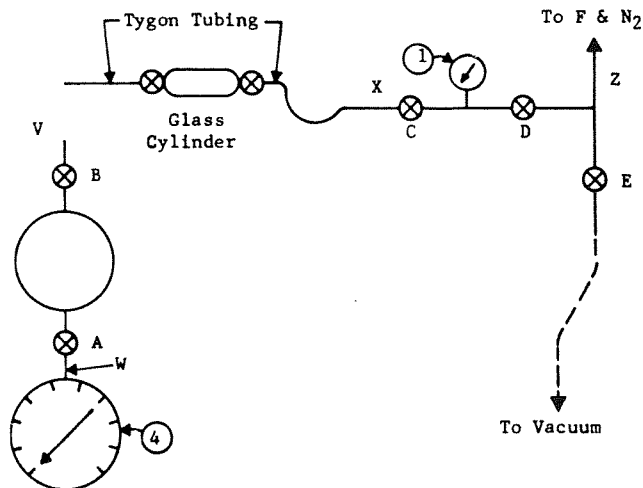 Tygon Tubing
To F & N₂
1
Z
X
C
D
Glass
Cylinder
V
B
E
A
W
4
To Vacuum